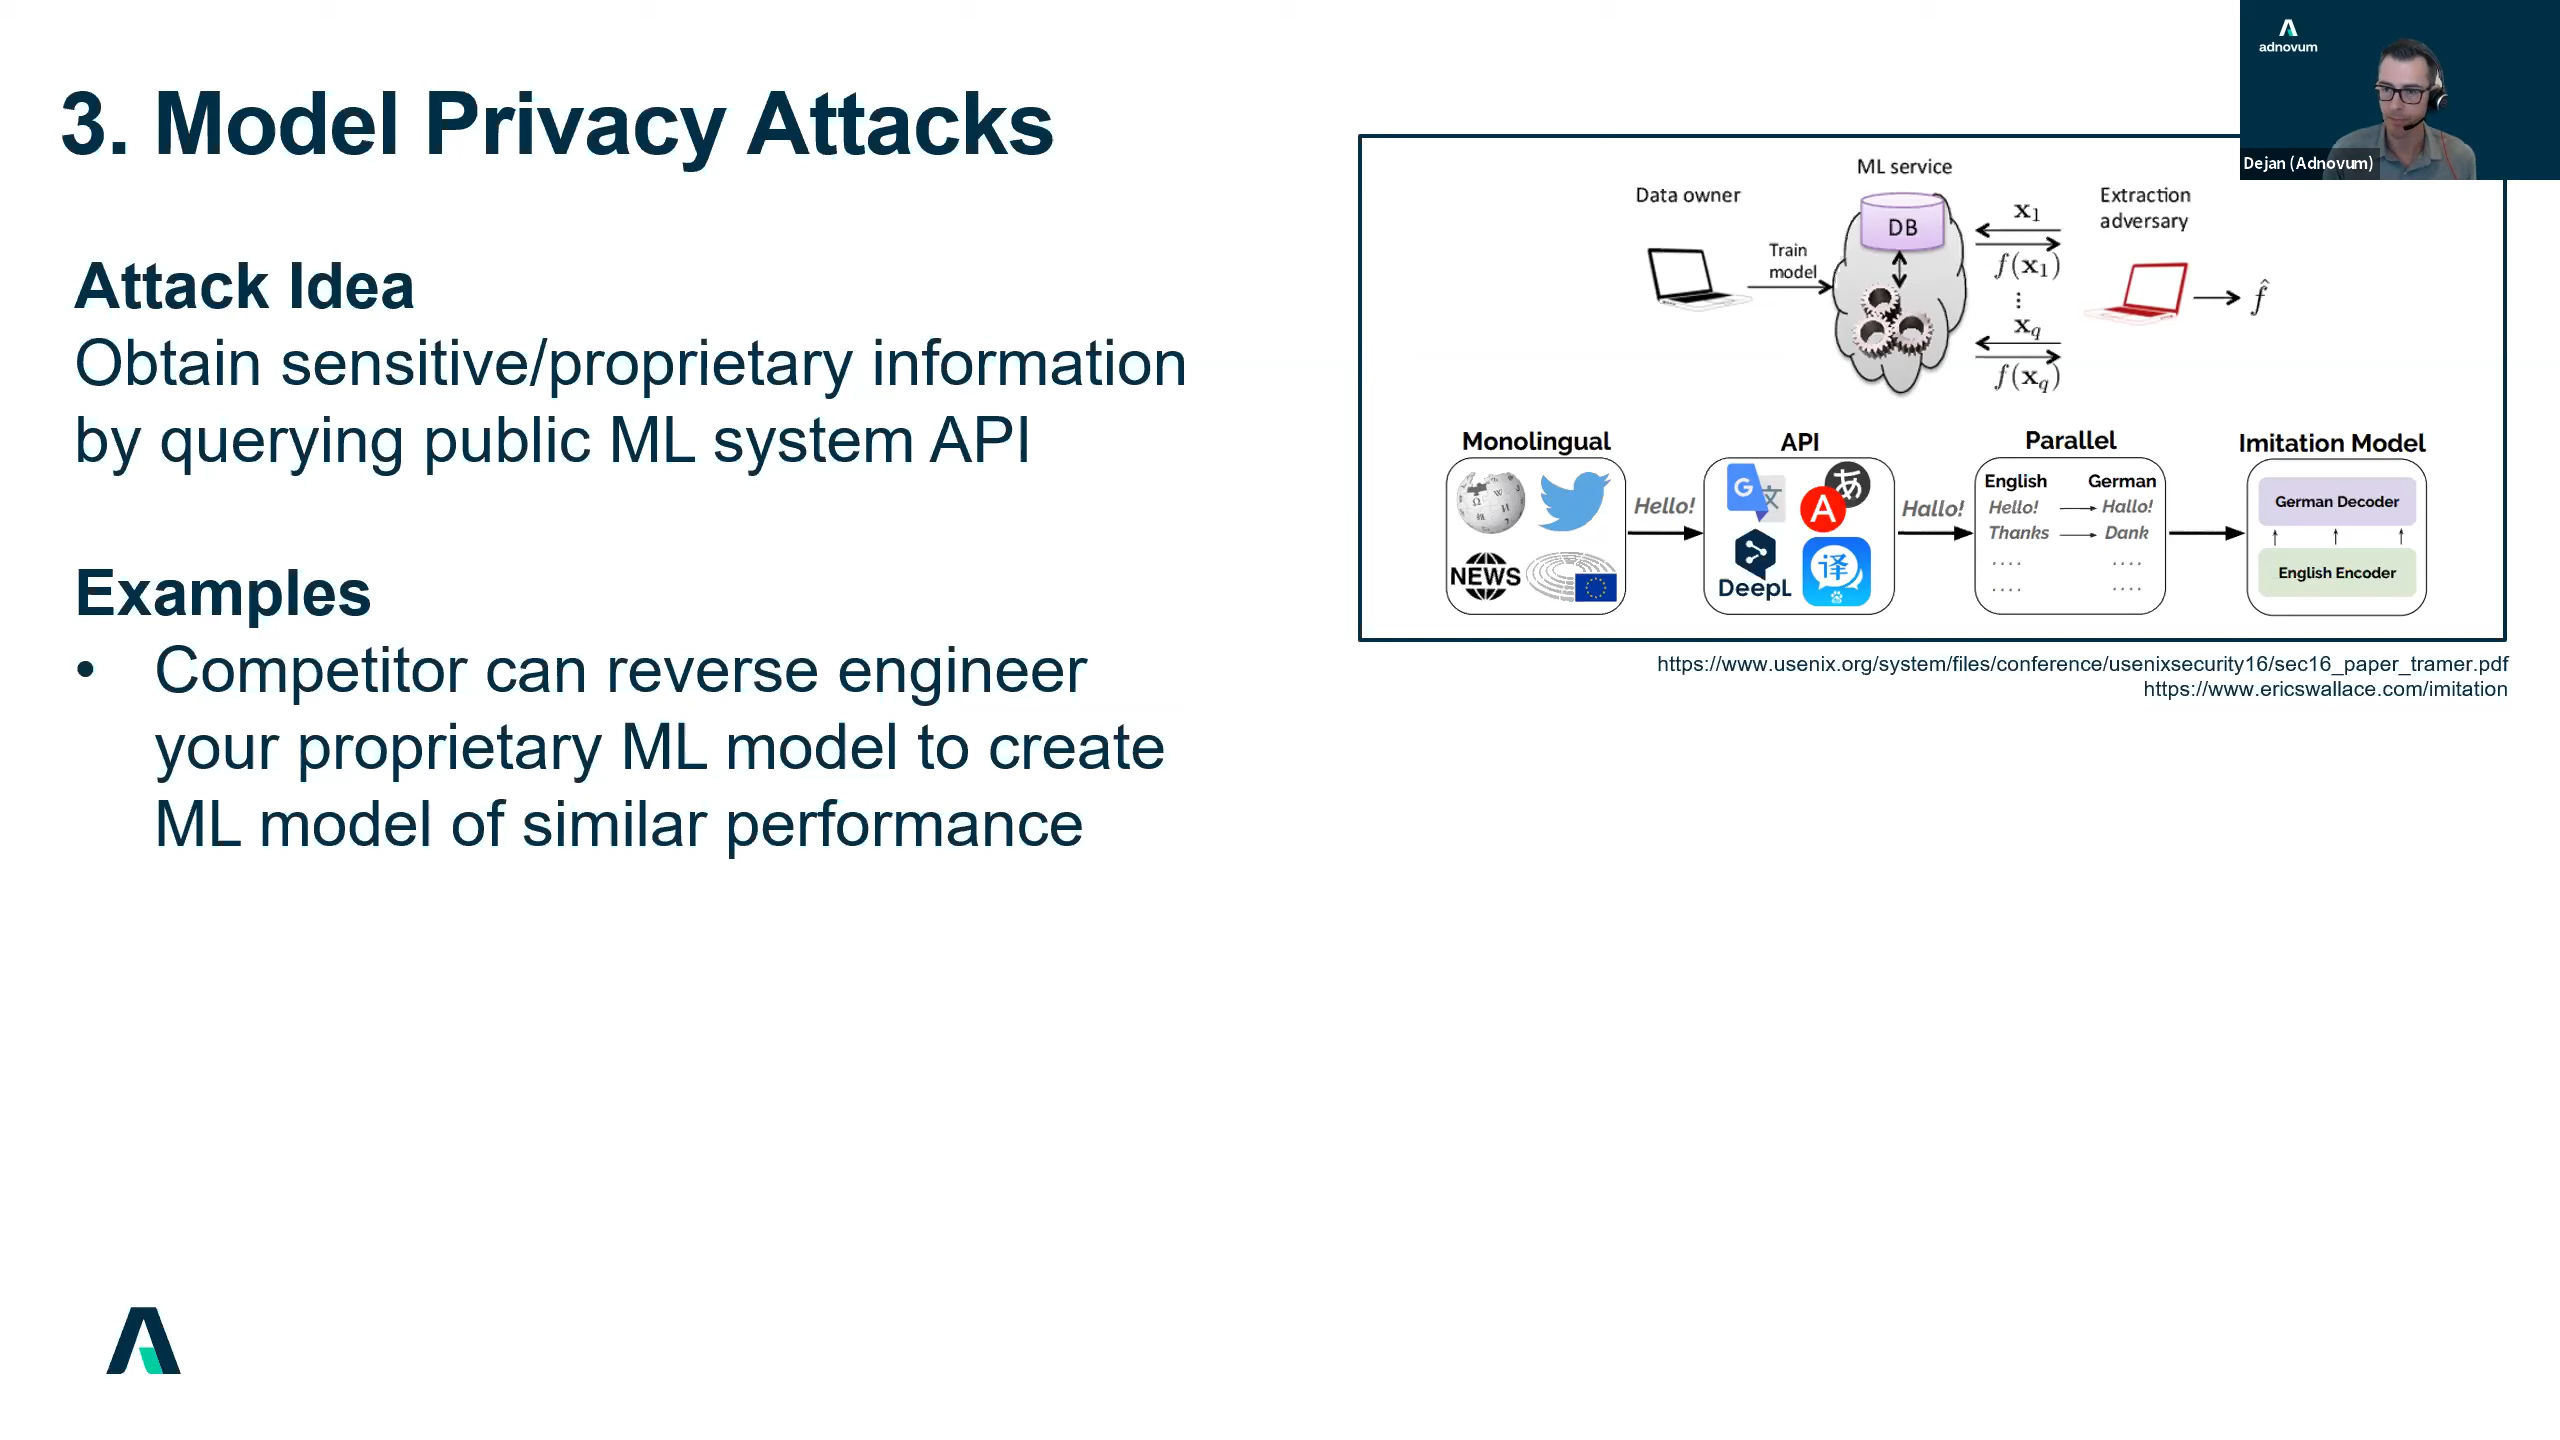 3. Model Privacy Attacks
adnovum
Dejan (Adnovum)
Attack Idea
Obtain sensitive/proprietary information
by querying public ML system API
Examples
• Competitor can reverse engineer
your proprietary ML model to create
ML model of similar performance
ML service
Data owner
DB
Train
model
x1
f(x1)
⋮
xq
f(xq)
Extraction
adversary
f̂
Monolingual
API
Parallel
Imitation Model
NEWS
Hello!
G 文
A あ
DeepL
译
Hallo!
English German
Hello! → Hallo!
Thanks → Dank
.... ....
.... ....
German Decoder
English Encoder
https://www.usenix.org/system/files/conference/usenixsecurity16/sec16_paper_tramer.pdf
https://www.ericswallace.com/imitation